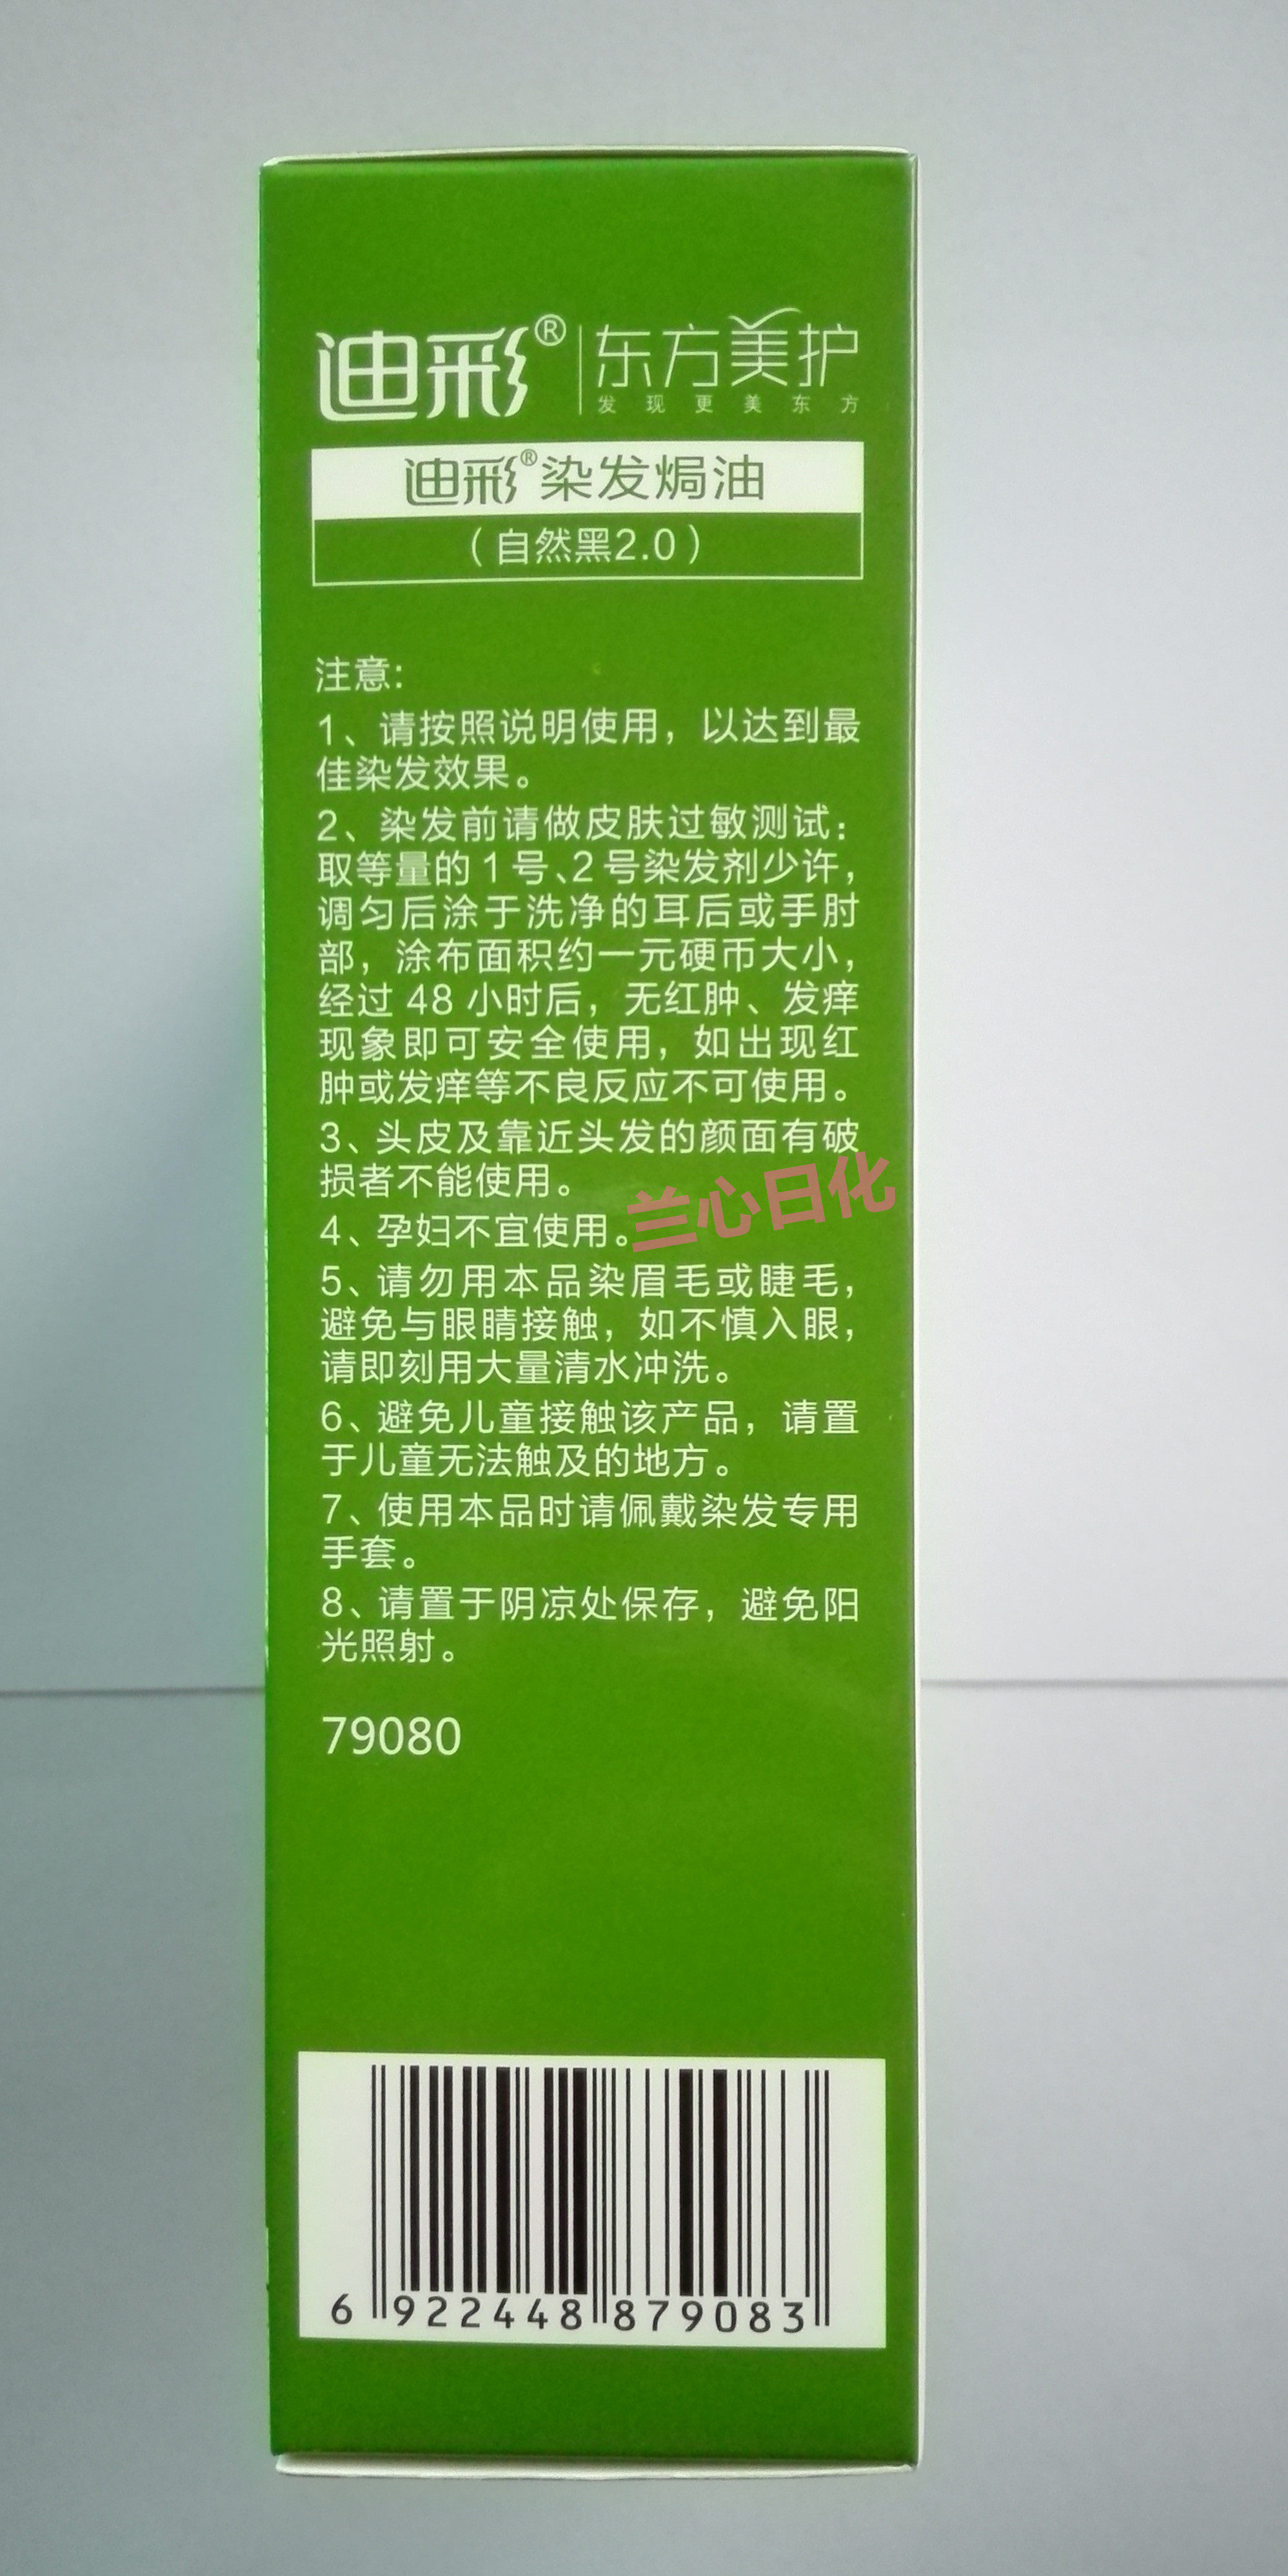 迪彩® 东方美护
发现更美东方
迪彩®染发焗油
（自然黑2.0）
注意:
1、请按照说明使用，以达到最
佳染发效果。
2、染发前请做皮肤过敏测试：
取等量的1号、2号染发剂少许，
调匀后涂于洗净的耳后或手肘
部，涂布面积约一元硬币大小，
经过 48 小时后，无红肿、发痒
现象即可安全使用，如出现红
肿或发痒等不良反应不可使用。
3、头皮及靠近头发的颜面有破
损者不能使用。
兰心日化
4、孕妇不宜使用。
5、请勿用本品染眉毛或睫毛，
避免与眼睛接触，如不慎入眼，
请即刻用大量清水冲洗。
6、避免儿童接触该产品，请置
于儿童无法触及的地方。
7、使用本品时请佩戴染发专用
手套。
8、请置于阴凉处保存，避免阳
光照射。
79080
6 922448 879083